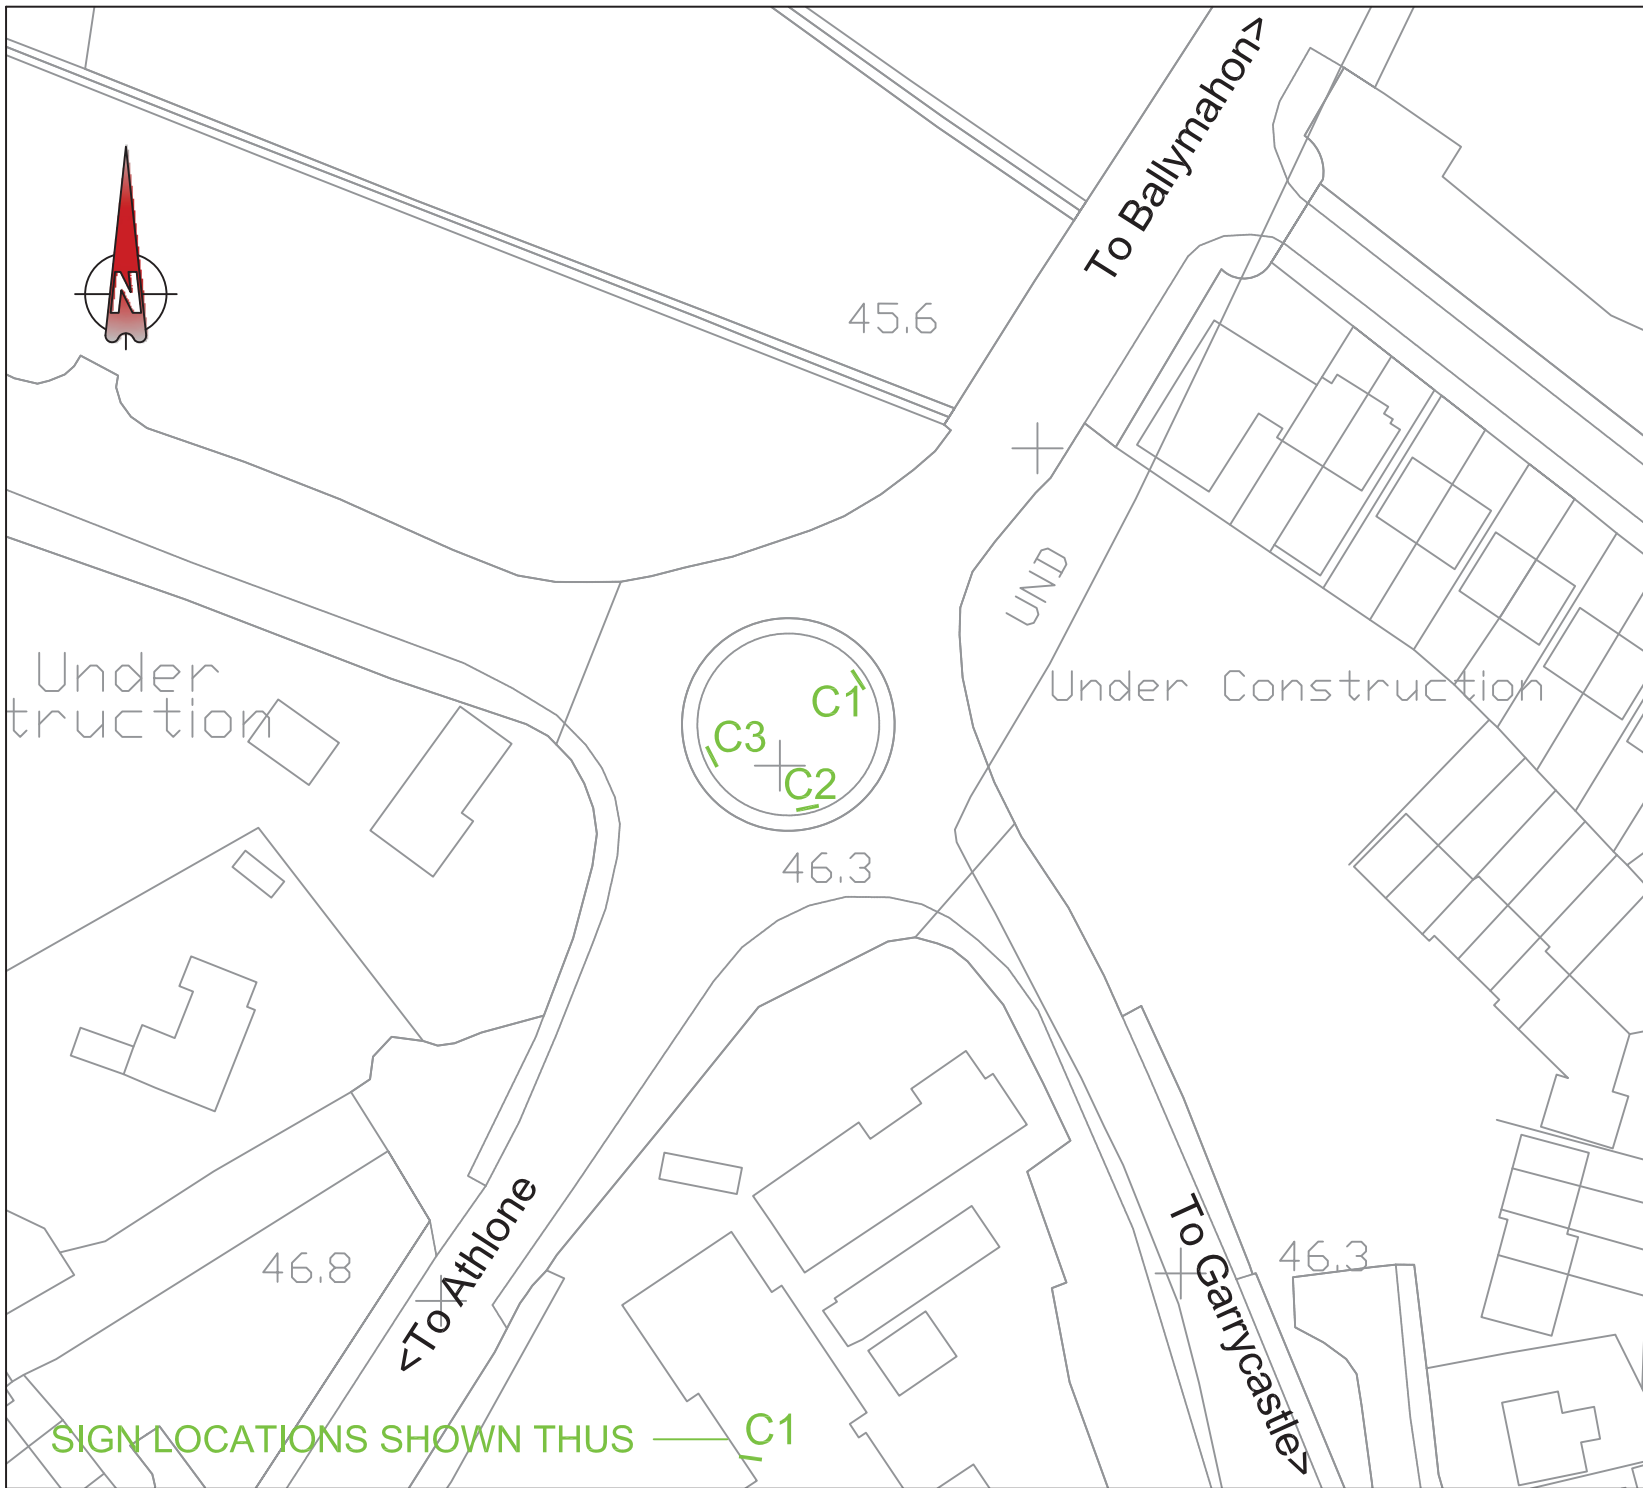 To Ballymahon>
N
45.6
UND
Under
truction
Under Construction
C1
C3
C2
46.3
<To Athlone
To Garrycastle>
46.8
46.3
SIGN LOCATIONS SHOWN THUS
C1